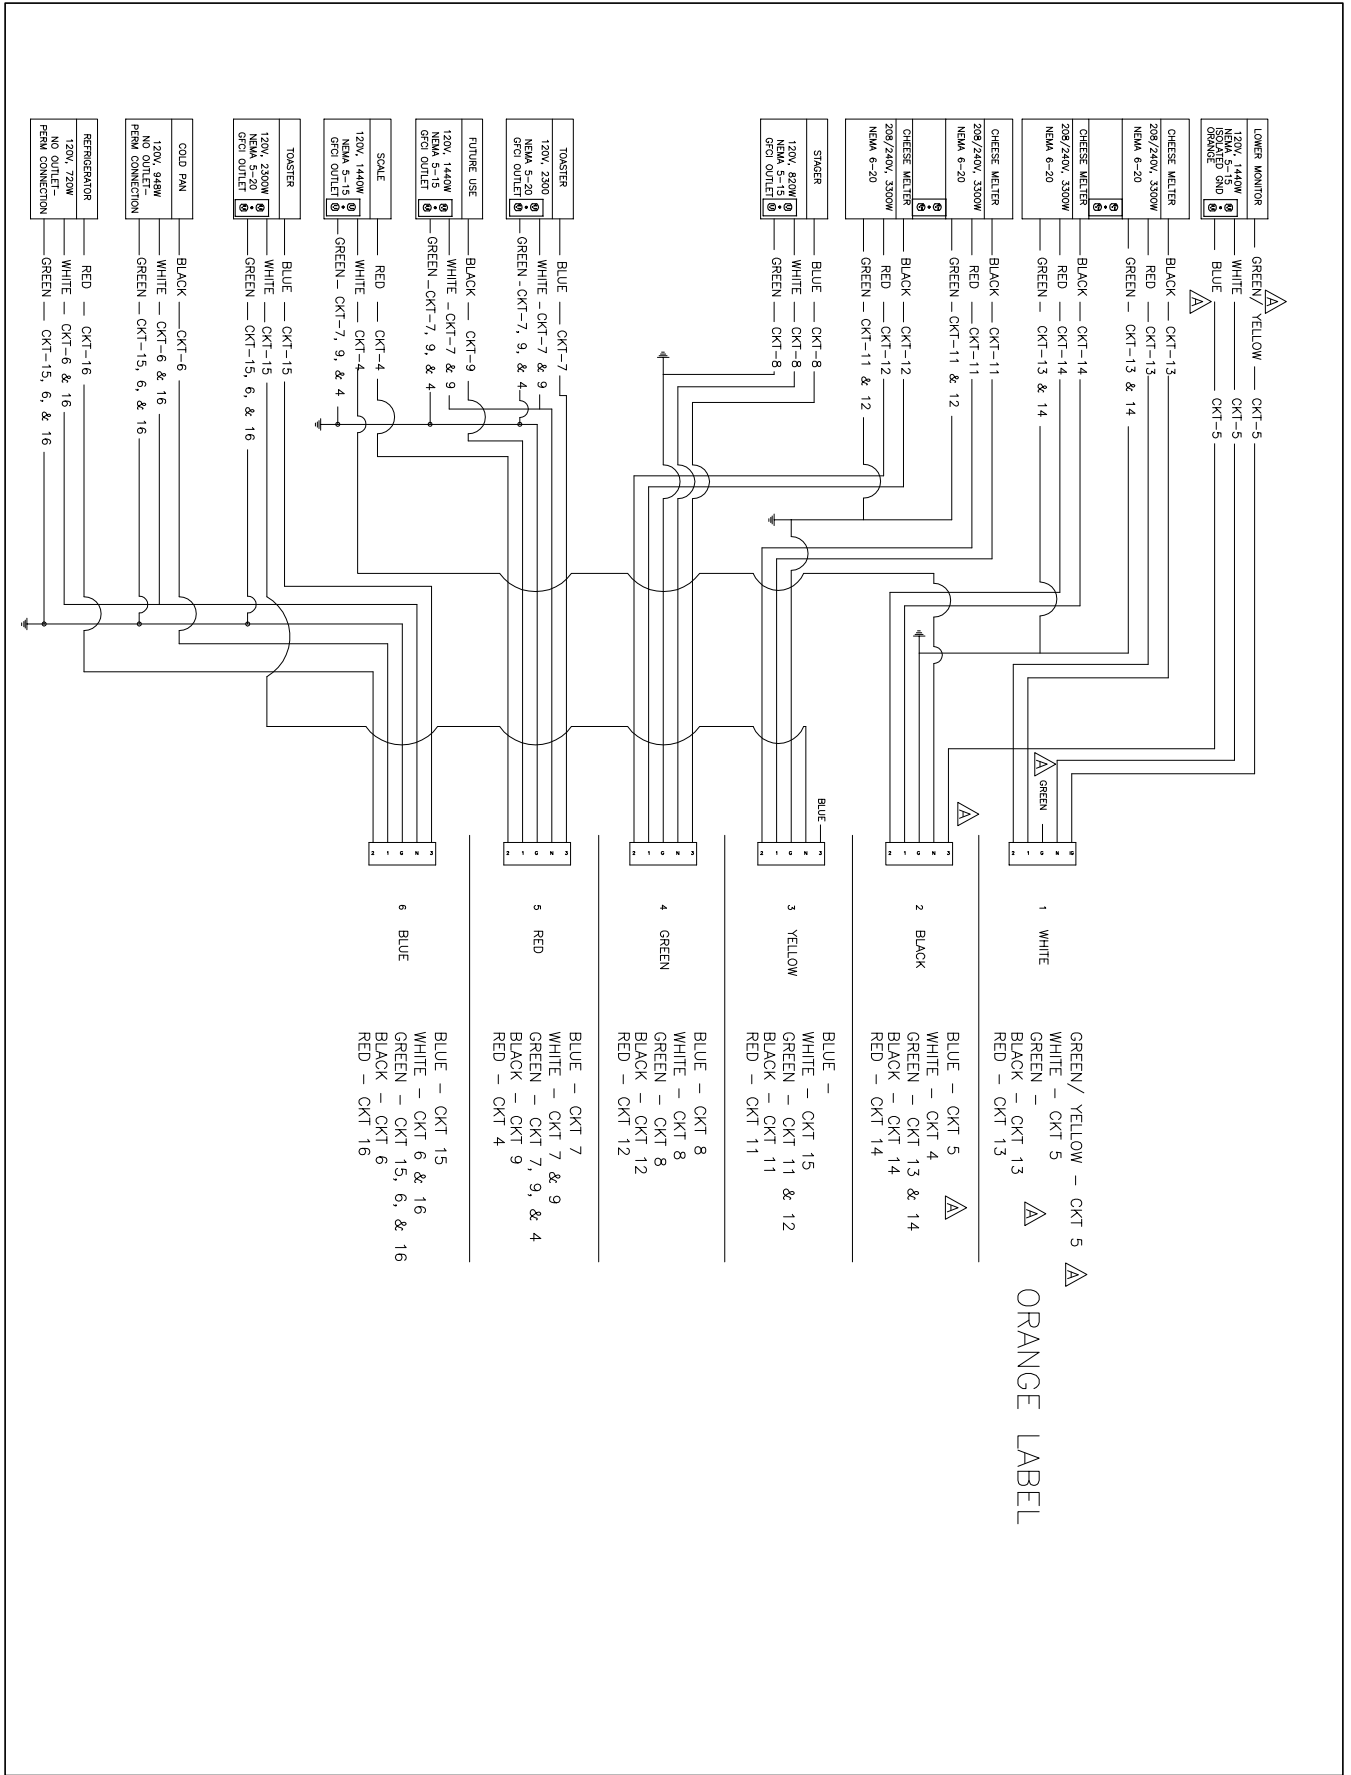 LOWER MONITOR
120V, 1440W
NEMA 5-15
ISOLATED GND
ORANGE
GREEN/ YELLOW CKT-5
WHITE CKT-5
BLUE CKT-5
A
A
CHEESE MELTER
208/240V, 3300W
NEMA 6-20
BLACK CKT-13
RED CKT-13
GREEN CKT-13 & 14
CHEESE MELTER
208/240V, 3300W
NEMA 6-20
BLACK CKT-14
RED CKT-14
GREEN CKT-13 & 14
CHEESE MELTER
208/240V, 3300W
NEMA 6-20
BLACK CKT-11
RED CKT-11
GREEN CKT-11 & 12
CHEESE MELTER
208/240V, 3300W
NEMA 6-20
BLACK CKT-12
RED CKT-12
GREEN CKT-11 & 12
STAGER
120V, 820W
NEMA 5-15
GFCI OUTLET
BLUE CKT-8
WHITE CKT-8
GREEN CKT-8
TOASTER
120V, 2300
NEMA 5-20
GFCI OUTLET
BLUE CKT-7
WHITE CKT-7 & 9
GREEN CKT-7, 9, & 4
FUTURE USE
120V, 1440W
NEMA 5-15
GFCI OUTLET
BLACK CKT-9
WHITE CKT-7 & 9
GREEN CKT-7, 9, & 4
SCALE
120V, 1440W
NEMA 5-15
GFCI OUTLET
RED CKT-4
WHITE CKT-4
GREEN CKT-7, 9, & 4
TOASTER
120V, 2300W
NEMA 5-20
GFCI OUTLET
BLUE CKT-15
WHITE CKT-15
GREEN CKT-15, 6, & 16
COLD PAN
120V, 948W
NO OUTLET-
PERM CONNECTION
BLACK CKT-6
WHITE CKT-6 & 16
GREEN CKT-15, 6, & 16
REFRIGERATOR
120V, 720W
NO OUTLET-
PERM CONNECTION
RED CKT-16
WHITE CKT-6 & 16
GREEN CKT-15, 6, & 16
A
GREEN
A
BLUE
2 1 G N
2 1 G N 3
2 1 G N 3
2 1 G N 3
2 1 G N 3
2 1 G N 3
1 WHITE
GREEN/ YELLOW - CKT 5 A
WHITE - CKT 5
GREEN - A
BLACK - CKT 13
RED - CKT 13
ORANGE LABEL
2 BLACK
BLUE - CKT 5 A
WHITE - CKT 4
GREEN - CKT 13 & 14
BLACK - CKT 14
RED - CKT 14
3 YELLOW
BLUE -
WHITE - CKT 15
GREEN - CKT 11 & 12
BLACK - CKT 11
RED - CKT 11
4 GREEN
BLUE - CKT 8
WHITE - CKT 8
GREEN - CKT 8
BLACK - CKT 12
RED - CKT 12
5 RED
BLUE - CKT 7
WHITE - CKT 7 & 9
GREEN - CKT 7, 9, & 4
BLACK - CKT 9
RED - CKT 4
6 BLUE
BLUE - CKT 15
WHITE - CKT 6 & 16
GREEN - CKT 15, 6, & 16
BLACK - CKT 6
RED - CKT 16